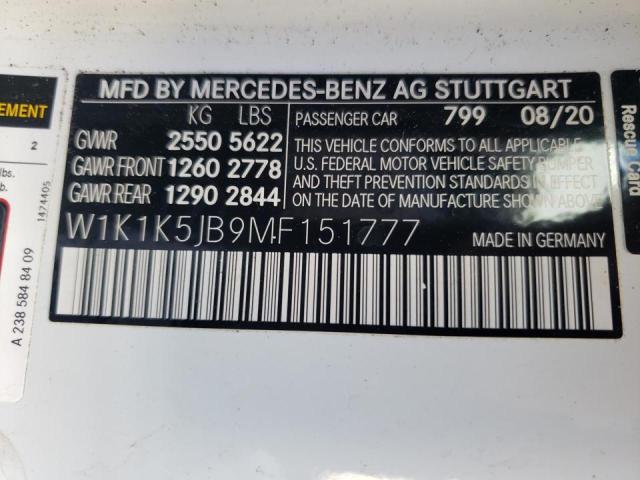 MFD BY MERCEDES-BENZ AG STUTTGART
KG LBS
GVWR 2550 5622
GAWR FRONT 1260 2778
GAWR REAR 1290 2844
PASSENGER CAR 799 08/20
THIS VEHICLE CONFORMS TO ALL APPLICABLE
U.S. FEDERAL MOTOR VEHICLE SAFETY BUMPER
AND THEFT PREVENTION STANDARDS IN EFFECT
ON THE DATE OF MANUFACTURE SHOWN ABOVE
W1K1K5JB9MF151777
MADE IN GERMANY
EMENT
2
lbs.
b.
1474405
A 238 584 84 09
Rescue Card